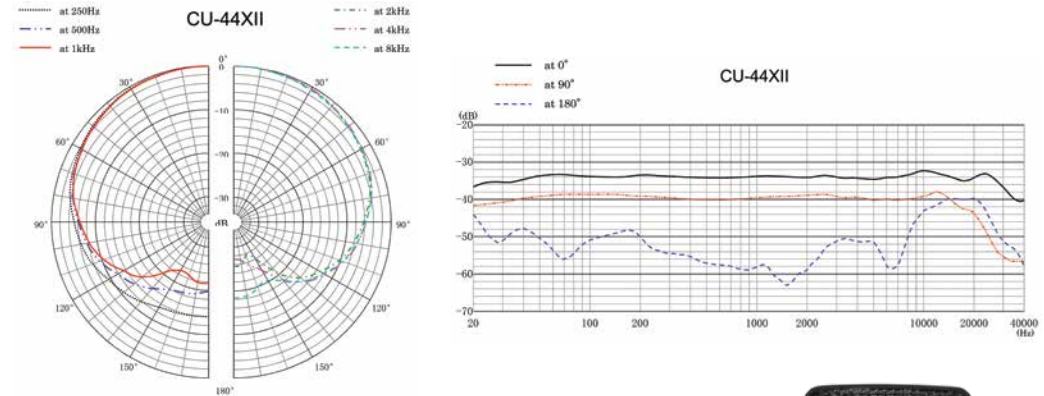 CU-44XII
at 250Hz
at 500Hz
at 1kHz
at 2kHz
at 4kHz
at 8kHz
0°
0
30°
30°
-10
60°
60°
-20
-30
90°
dB
90°
120°
120°
150°
150°
180°
CU-44XII
at 0°
at 90°
at 180°
(dB)
-20
-30
-40
-50
-60
-70
20 100 200 1000 2000 10000 20000 40000
(Hz)